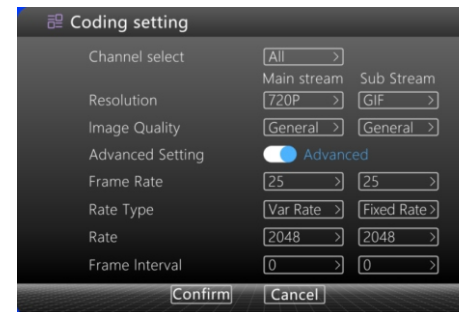 Coding setting
Channel select All >
Main stream Sub Stream
Resolution 720P > GIF >
Image Quality General > General >
Advanced Setting Advanced
Frame Rate 25 > 25 >
Rate Type Var Rate > Fixed Rate >
Rate 2048 > 2048 >
Frame Interval 0 > 0 >
Confirm Cancel